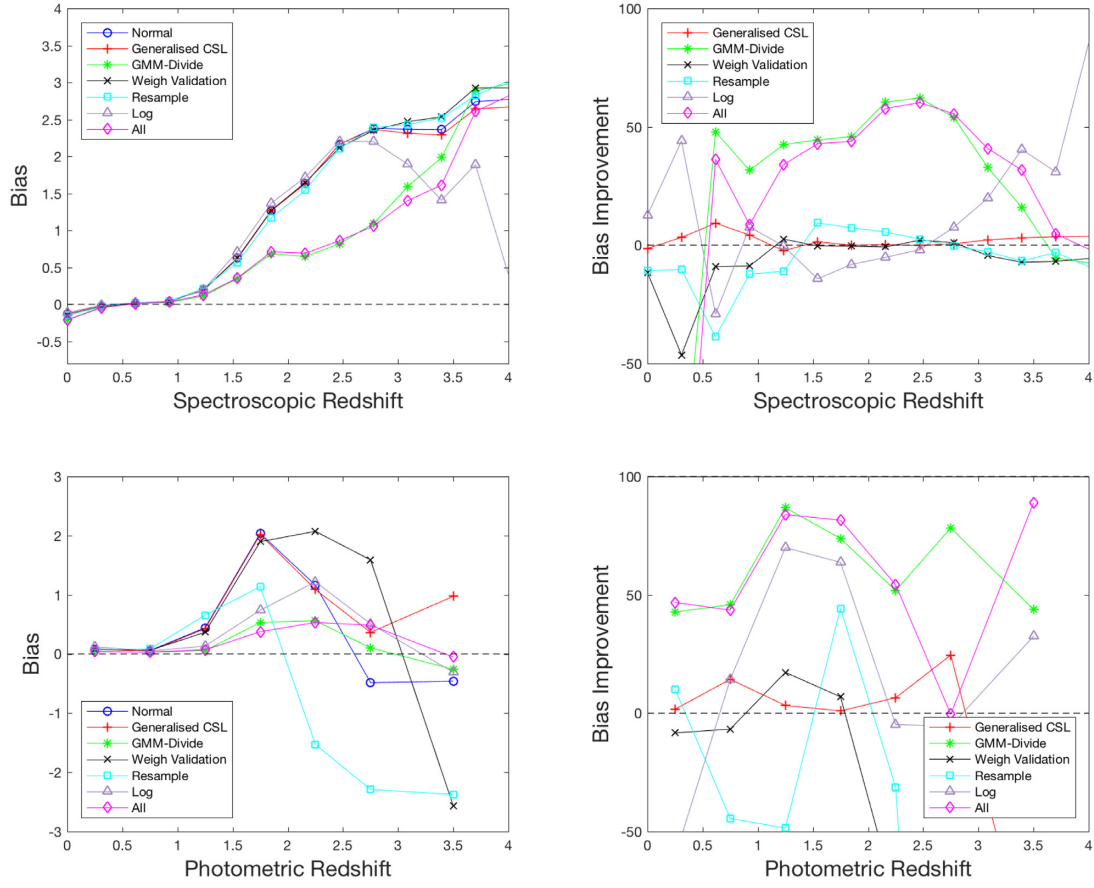 4
3.5
3
2.5
2
1.5
1
0.5
0
-0.5
Bias
Normal
Generalised CSL
GMM-Divide
Weigh Validation
Resample
Log
All
0 0.5 1 1.5 2 2.5 3 3.5 4
Spectroscopic Redshift
100
50
0
-50
Bias Improvement
Generalised CSL
GMM-Divide
Weigh Validation
Resample
Log
All
0 0.5 1 1.5 2 2.5 3 3.5 4
Spectroscopic Redshift
3
2
1
0
-1
-2
-3
Bias
Normal
Generalised CSL
GMM-Divide
Weigh Validation
Resample
Log
All
0 0.5 1 1.5 2 2.5 3 3.5 4
Photometric Redshift
100
50
0
-50
Bias Improvement
Generalised CSL
GMM-Divide
Weigh Validation
Resample
Log
All
0 0.5 1 1.5 2 2.5 3 3.5 4
Photometric Redshift